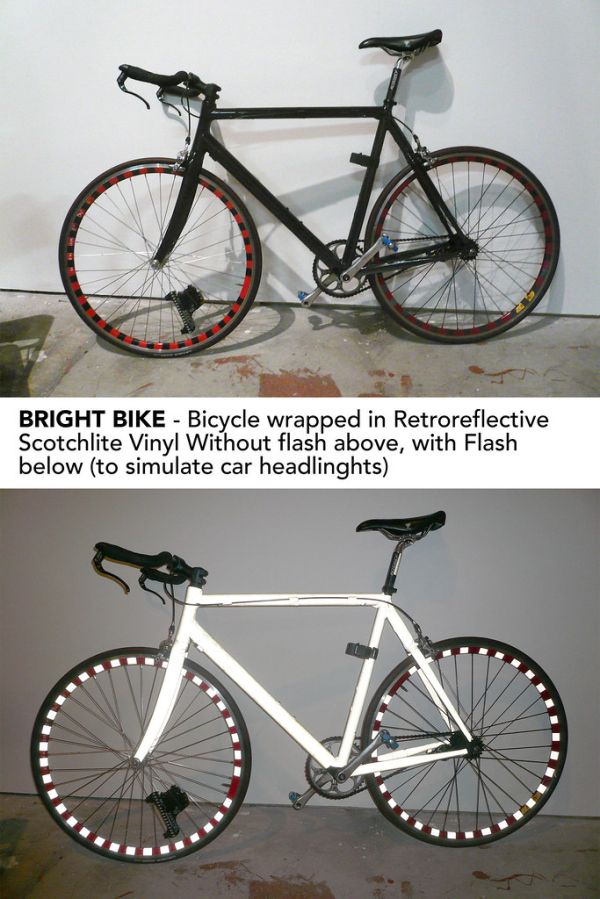 BRIGHT BIKE - Bicycle wrapped in Retroreflective
Scotchlite Vinyl Without flash above, with Flash
below (to simulate car headlinghts)